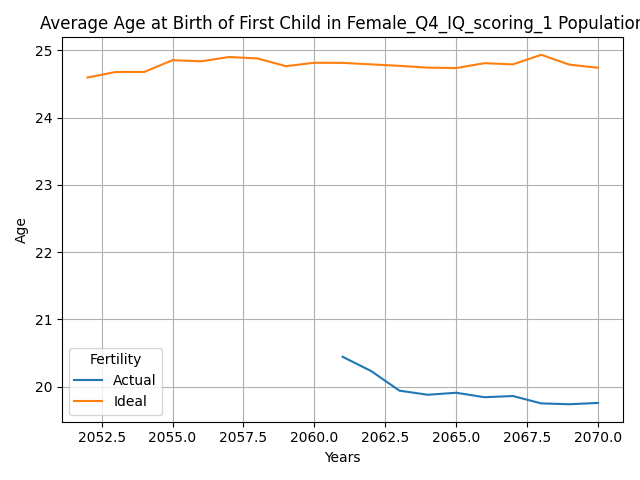 Average Age at Birth of First Child in Female_Q4_IQ_scoring_1 Population
25
24
23
22
21
20
Age
Fertility
Actual
Ideal
2052.5 2055.0 2057.5 2060.0 2062.5 2065.0 2067.5 2070.0
Years